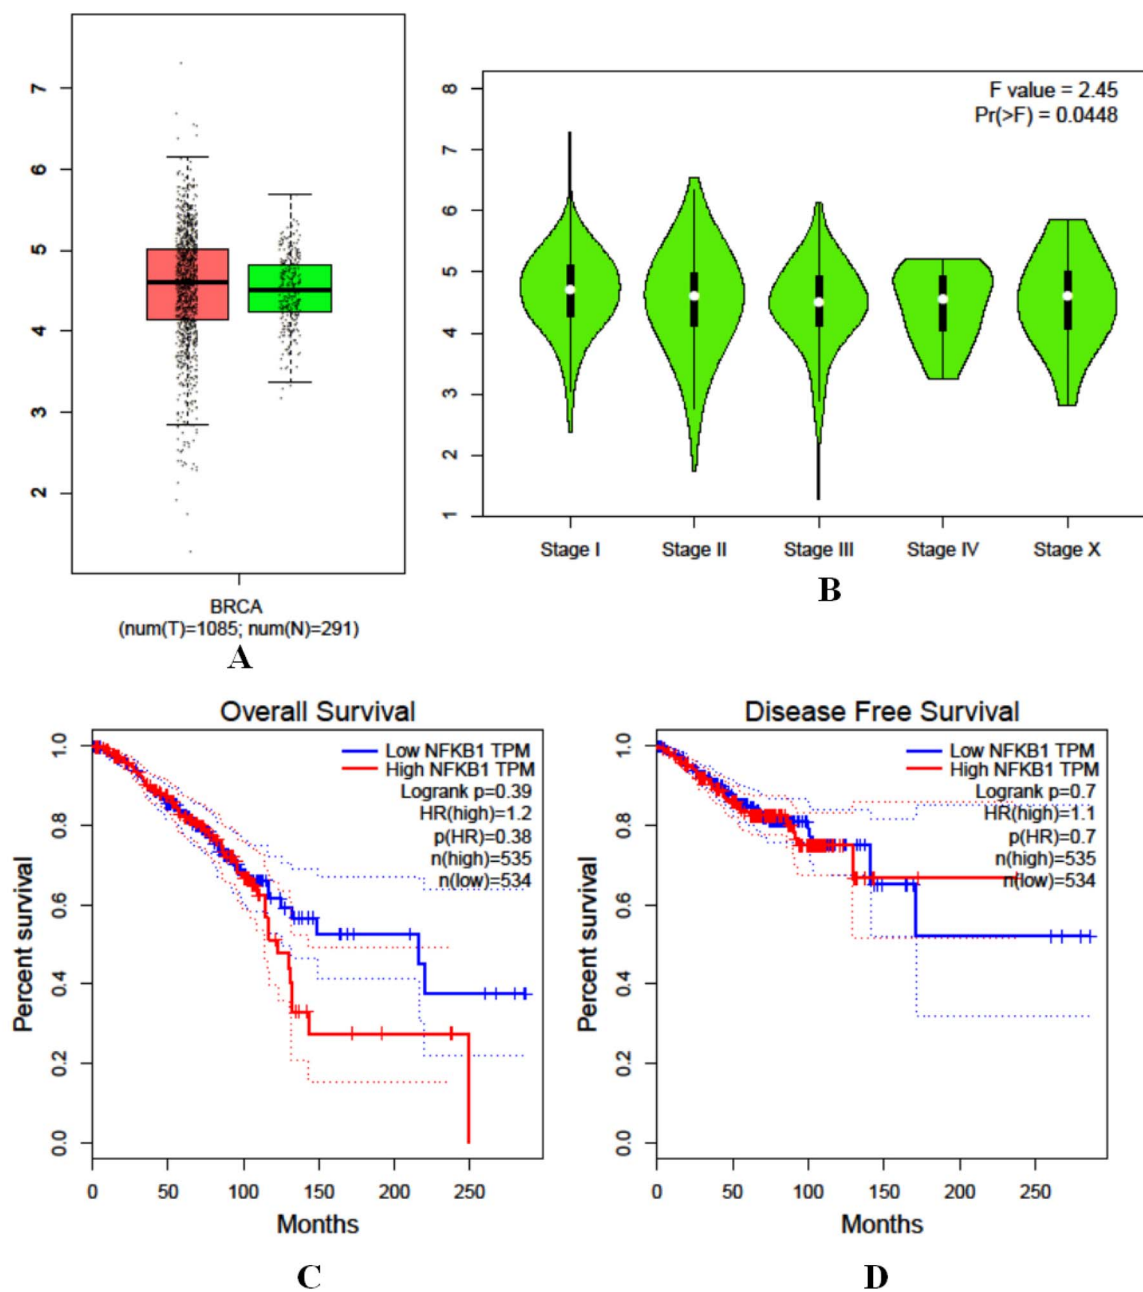 7
6
5
4
3
2
BRCA
(num(T)=1085; num(N)=291)
A
8
7
6
5
4
3
2
1
F value = 2.45
Pr(>F) = 0.0448
Stage I
Stage II
Stage III
Stage IV
Stage X
B
Overall Survival
1.0
0.8
0.6
0.4
0.2
0.0
Percent survival
Low NFKB1 TPM
High NFKB1 TPM
Logrank p=0.39
HR(high)=1.2
p(HR)=0.38
n(high)=535
n(low)=534
0
50
100
150
200
250
Months
C
Disease Free Survival
1.0
0.8
0.6
0.4
0.2
0.0
Percent survival
Low NFKB1 TPM
High NFKB1 TPM
Logrank p=0.7
HR(high)=1.1
p(HR)=0.7
n(high)=535
n(low)=534
0
50
100
150
200
250
Months
D